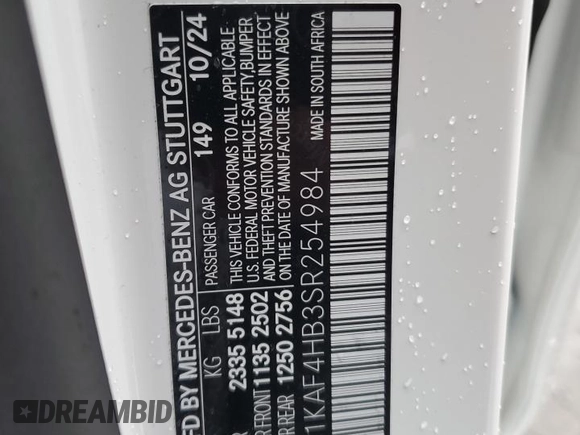 FD BY MERCEDES-BENZ AG STUTTGART
KG LBS PASSENGER CAR 149 10/24
2335 5148 THIS VEHICLE CONFORMS TO ALL APPLICABLE
FRONT 1135 2502 U.S. FEDERAL MOTOR VEHICLE SAFETY, BUMPER
REAR 1250 2756 AND THEFT PREVENTION STANDARDS IN EFFECT
ON THE DATE OF MANUFACTURE SHOWN ABOVE
1KAF4HB3SR254984 MADE IN SOUTH AFRICA
DREAMBID